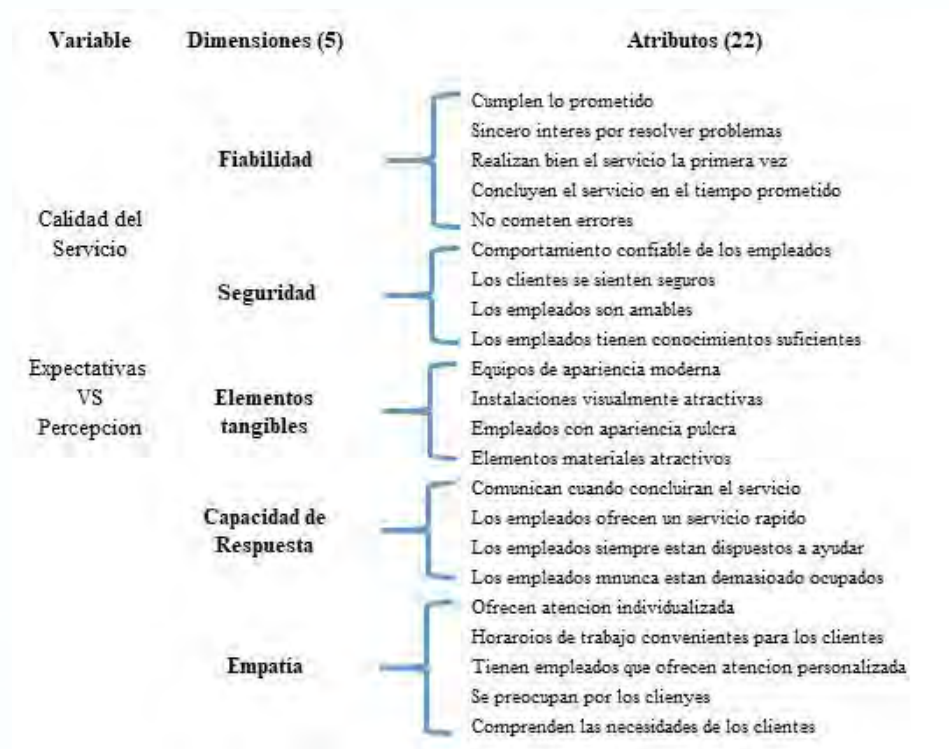 Variable Dimensiones (5) Atributos (22)
Calidad del
Servicio
Expectativas
VS
Percepcion
Fiabilidad
Cumplen lo prometido
Sincero interes por resolver problemas
Realizan bien el servicio la primera vez
Concluyen el servicio en el tiempo prometido
No cometen errores
Seguridad
Comportamiento confiable de los empleados
Los clientes se sienten seguros
Los empleados son amables
Los empleados tienen conocimientos suficientes
Elementos
tangibles
Equipos de apariencia moderna
Instalaciones visualmente atractivas
Empleados con apariencia pulcra
Elementos materiales atractivos
Capacidad de
Respuesta
Comunican cuando concluiran el servicio
Los empleados ofrecen un servicio rapido
Los empleados siempre estan dispuestos a ayudar
Los empleados mnunca estan demasioado ocupados
Empatía
Ofrecen atencion individualizada
Horaroios de trabajo convenientes para los clientes
Tienen empleados que ofrecen atencion personalizada
Se preocupan por los clienyes
Comprenden las necesidades de los clientes